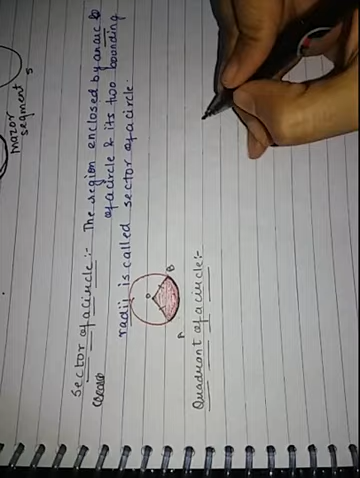 major
segment s
Sector of a circle :- The region enclosed by an arc
of a circle & its two bounding
radii is called sector of a circle.
O
B
A
Quadrant of a circle:-